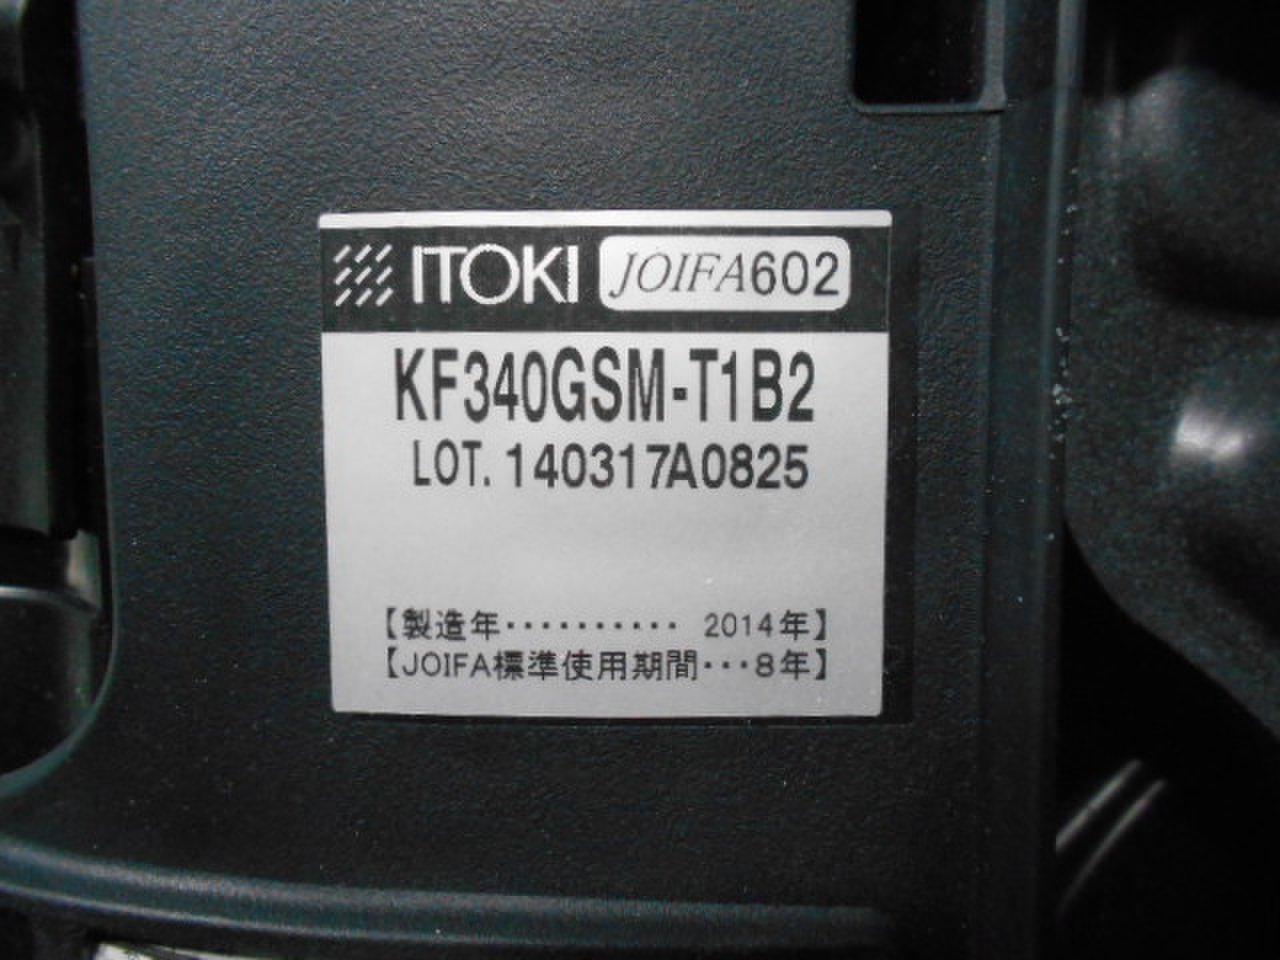 ITOKI JOIFA602
KF340GSM-T1B2
LOT. 140317A0825
【製造年·········· 2014年】
【JOIFA標準使用期間···8年】